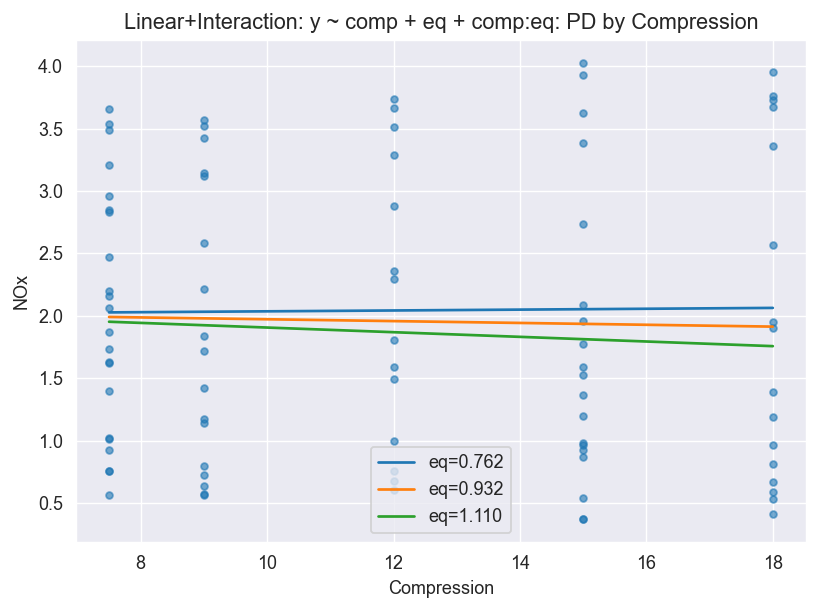 Linear+Interaction: y ~ comp + eq + comp:eq: PD by Compression
4.0
3.5
3.0
2.5
2.0
1.5
1.0
0.5
NOx
eq=0.762
eq=0.932
eq=1.110
8
10
12
14
16
18
Compression